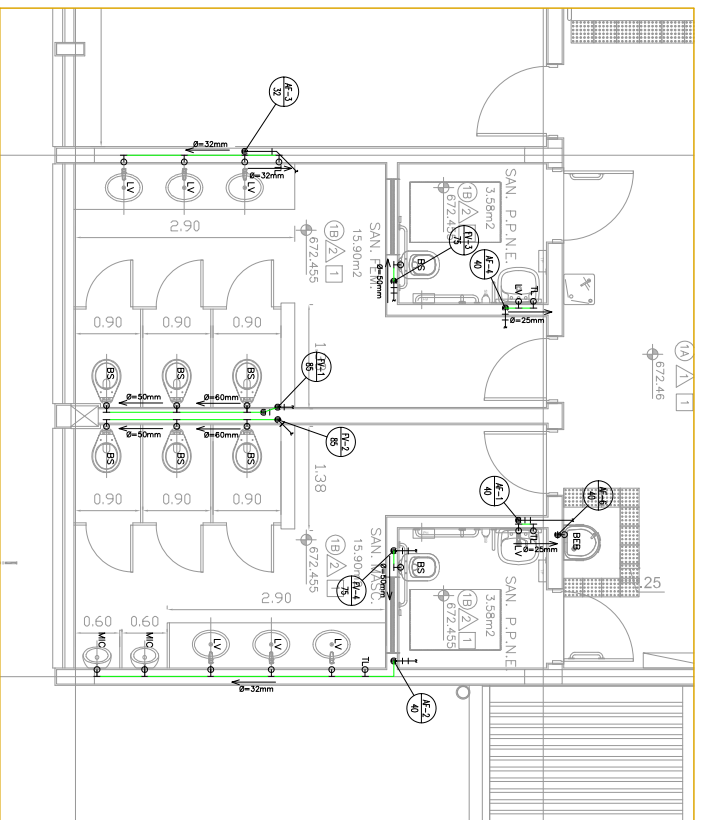 AF-3
32
Ø=32mm
TL
Ø=32mm
LV
LV
LV
2.90
1B
2
1
672.455
SAN. FEM.
15.90m2
SAN. P.P.N.E.
3.58m2
1B
2
1
672.455
FV-3
75
BS
Ø=50mm
AF-4
40
TL
LV
Ø=25mm
1A
1
1
672.46
0.90
0.90
0.90
BS
BS
BS
FV-1
85
Ø=50mm
Ø=60mm
Ø=50mm
Ø=60mm
FV-2
85
BS
BS
BS
1.38
0.90
0.90
0.90
AF-1
40
TL
LV
Ø=25mm
AF-6
40
BEB
.25
SAN. MASC.
15.90m2
1B
2
1
672.455
FV-4
75
BS
Ø=50mm
SAN. P.P.N.E.
3.58m2
1B
2
1
672.455
2.90
0.60
0.60
MIC
MIC
LV
LV
LV
TL
Ø=32mm
AF-2
40